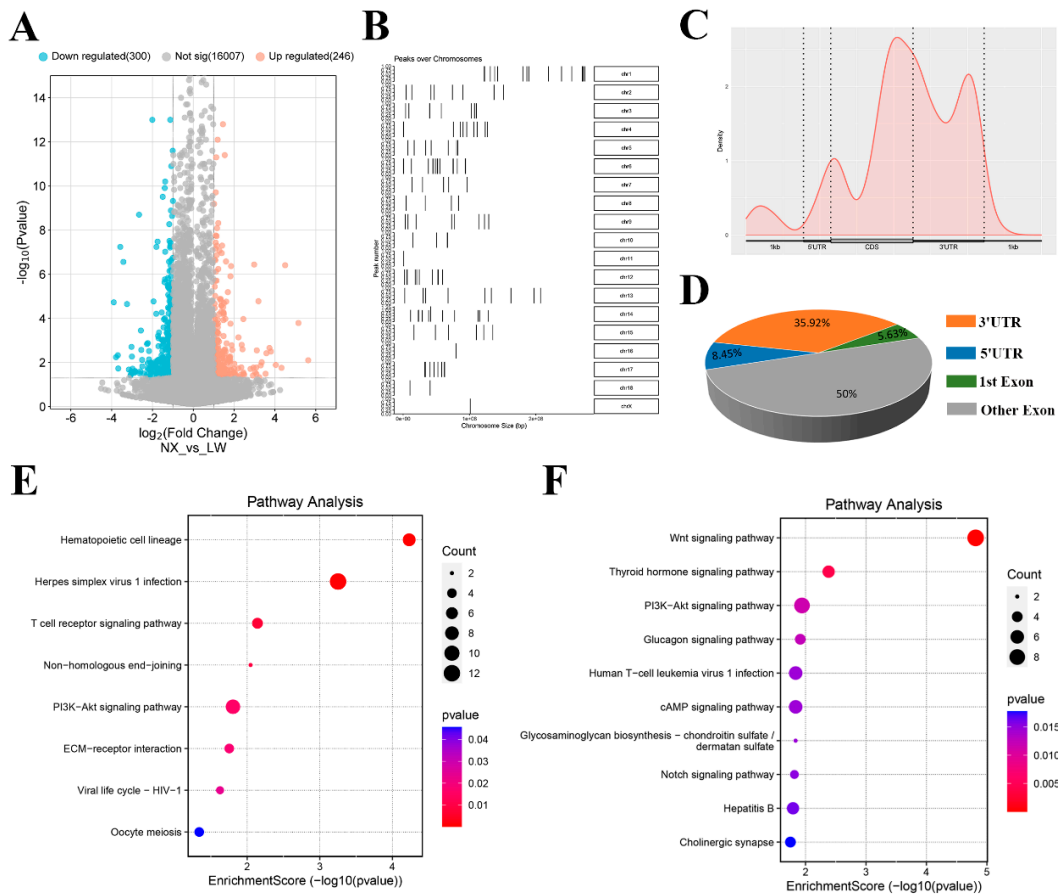 A
Down regulated(300)
Not sig(16007)
Up regulated(246)
14
12
10
8
6
4
2
0
-log10(Pvalue)
-6
-4
-2
0
2
4
6
log2(Fold Change)
NX_vs_LW
B
Peaks over Chromosomes
Peak number
chr1
chr2
chr3
chr4
chr5
chr6
chr7
chr8
chr9
chr10
chr11
chr12
chr13
chr14
chr15
chr16
chr17
chr18
chrX
0e+00
1e+08
Chromosome Size (bp)
C
Density
2
1
0
1kb
5'UTR
CDS
3'UTR
1kb
D
35.92%
5.63%
8.45%
50%
3'UTR
5'UTR
1st Exon
Other Exon
E
Pathway Analysis
Hematopoietic cell lineage
Herpes simplex virus 1 infection
T cell receptor signaling pathway
Non−homologous end−joining
PI3K−Akt signaling pathway
ECM−receptor interaction
Viral life cycle − HIV−1
Oocyte meiosis
2
3
4
EnrichmentScore (−log10(pvalue))
Count
2
4
6
8
10
12
pvalue
0.04
0.03
0.02
0.01
F
Pathway Analysis
Wnt signaling pathway
Thyroid hormone signaling pathway
PI3K−Akt signaling pathway
Glucagon signaling pathway
Human T−cell leukemia virus 1 infection
cAMP signaling pathway
Glycosaminoglycan biosynthesis − chondroitin sulfate /
dermatan sulfate
Notch signaling pathway
Hepatitis B
Cholinergic synapse
2
3
4
5
EnrichmentScore (−log10(pvalue))
Count
2
4
6
8
pvalue
0.015
0.010
0.005